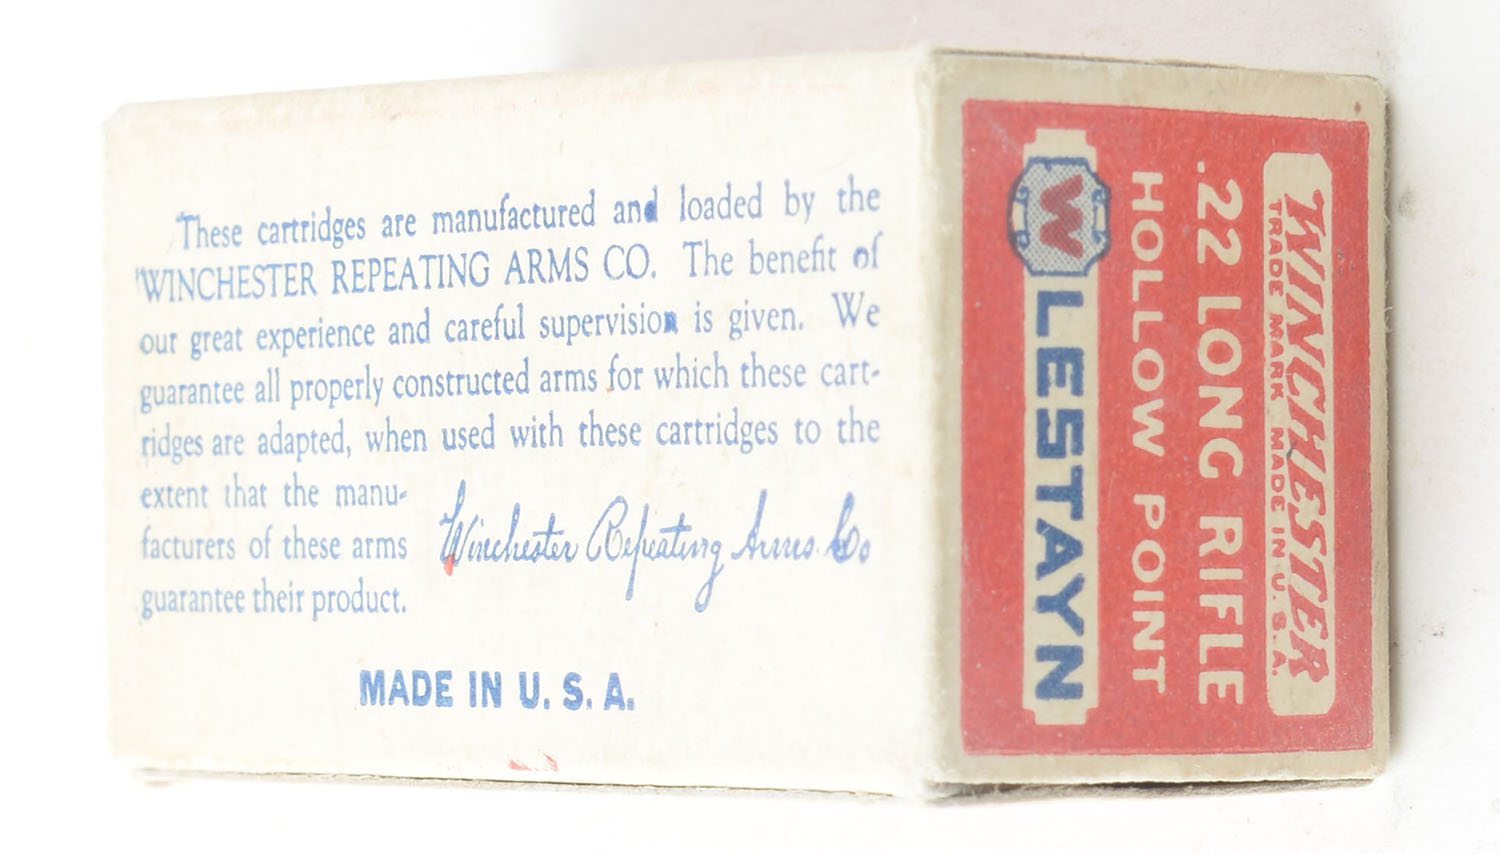 These cartridges are manufactured and loaded by the
WINCHESTER REPEATING ARMS CO. The benefit of
our great experience and careful supervision is given. We
guarantee all properly constructed arms for which these cart-
ridges are adapted, when used with these cartridges to the
extent that the manu-
facturers of these arms
guarantee their product.
Winchester Repeating Arms Co
MADE IN U. S. A.
WINCHESTER
TRADE MARK MADE IN U. S. A.
.22 LONG RIFLE
HOLLOW POINT
W LESTAYN